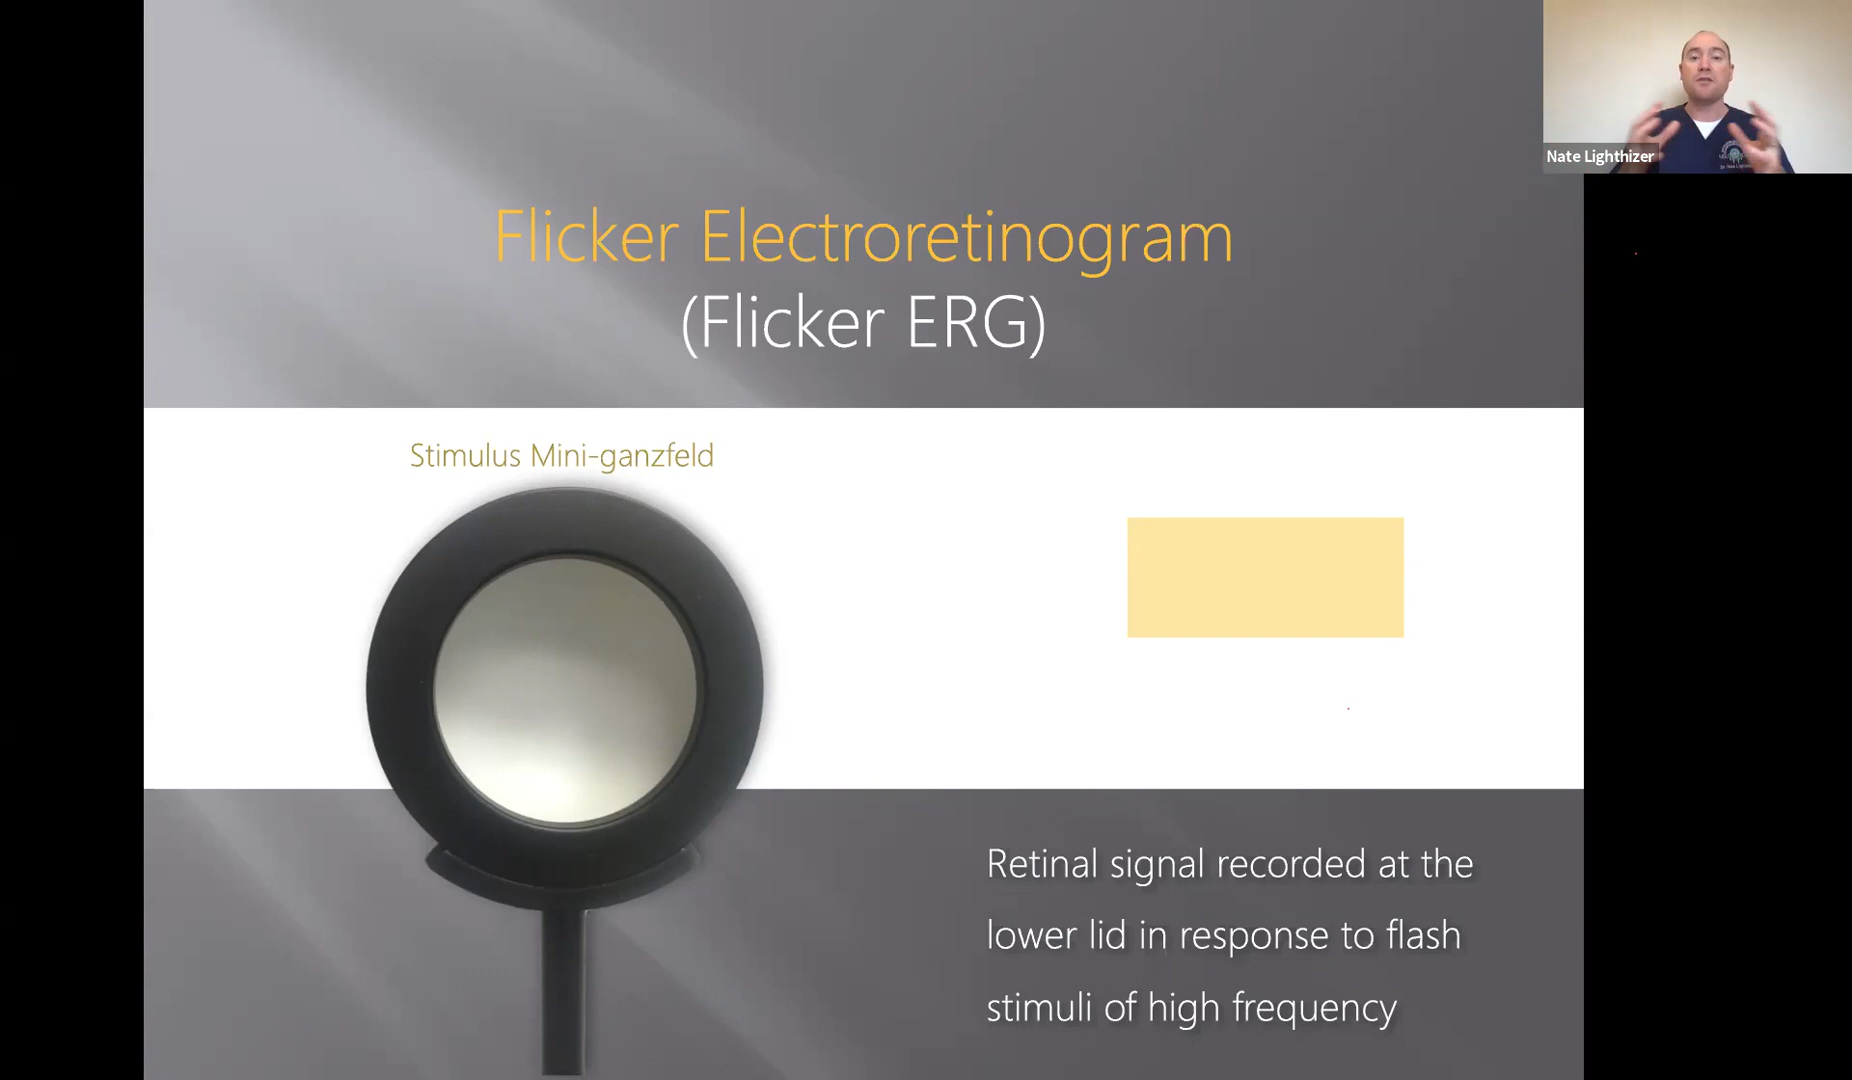 Nate Lighthizer
Flicker Electroretinogram
(Flicker ERG)
Stimulus Mini-ganzfeld
Retinal signal recorded at the
lower lid in response to flash
stimuli of high frequency